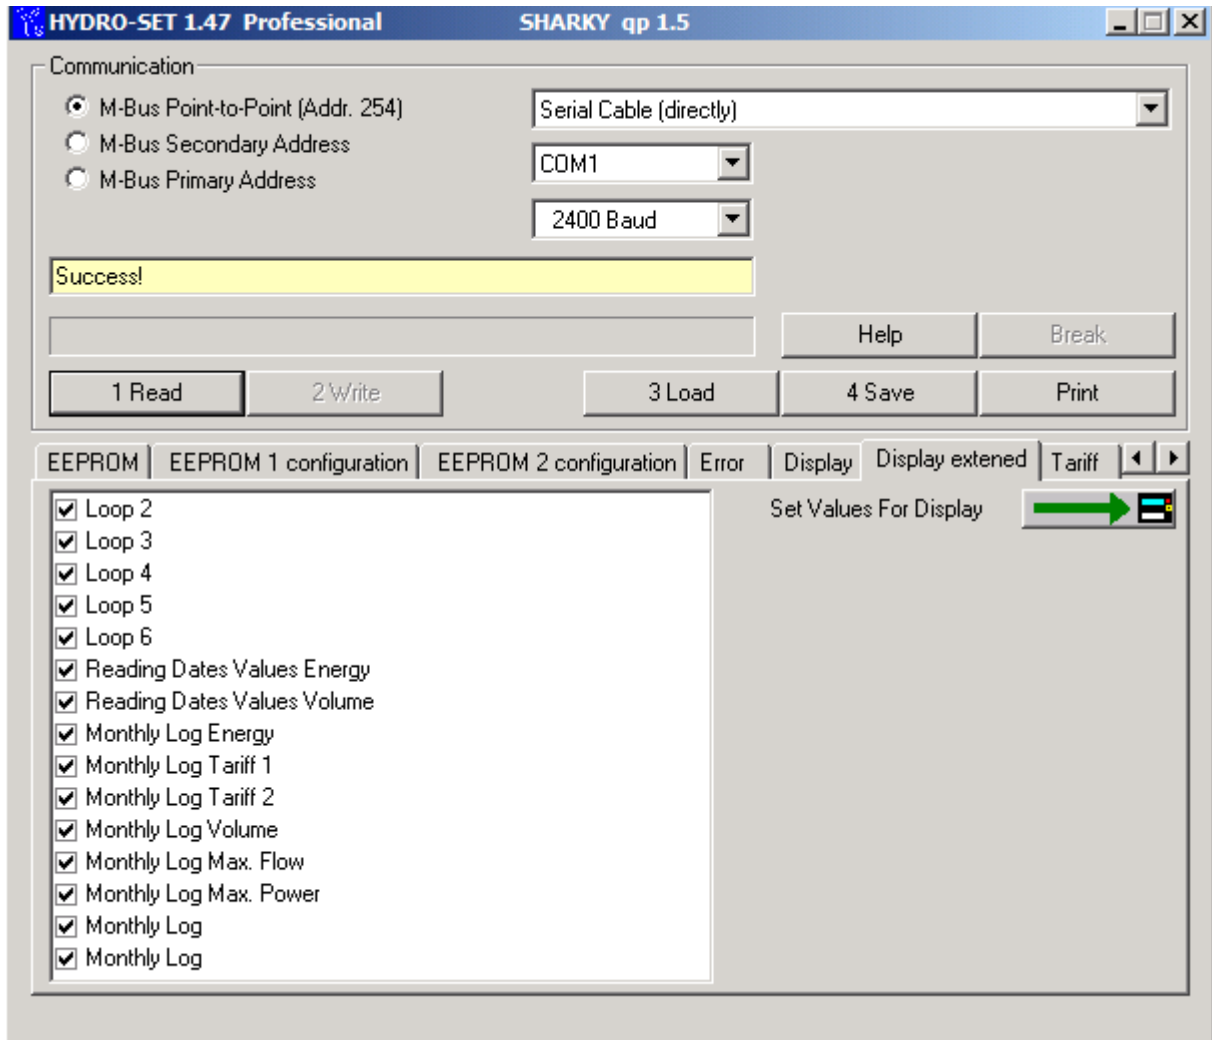 HYDRO-SET 1.47 Professional SHARKY qp 1.5
Communication
M-Bus Point-to-Point (Addr. 254)
M-Bus Secondary Address
M-Bus Primary Address
Serial Cable (directly)
COM1
2400 Baud
Success!
Help
Break
1 Read
2 Write
3 Load
4 Save
Print
EEPROM
EEPROM 1 configuration
EEPROM 2 configuration
Error
Display
Display extened
Tariff
Loop 2
Loop 3
Loop 4
Loop 5
Loop 6
Reading Dates Values Energy
Reading Dates Values Volume
Monthly Log Energy
Monthly Log Tariff 1
Monthly Log Tariff 2
Monthly Log Volume
Monthly Log Max. Flow
Monthly Log Max. Power
Monthly Log
Monthly Log
Set Values For Display